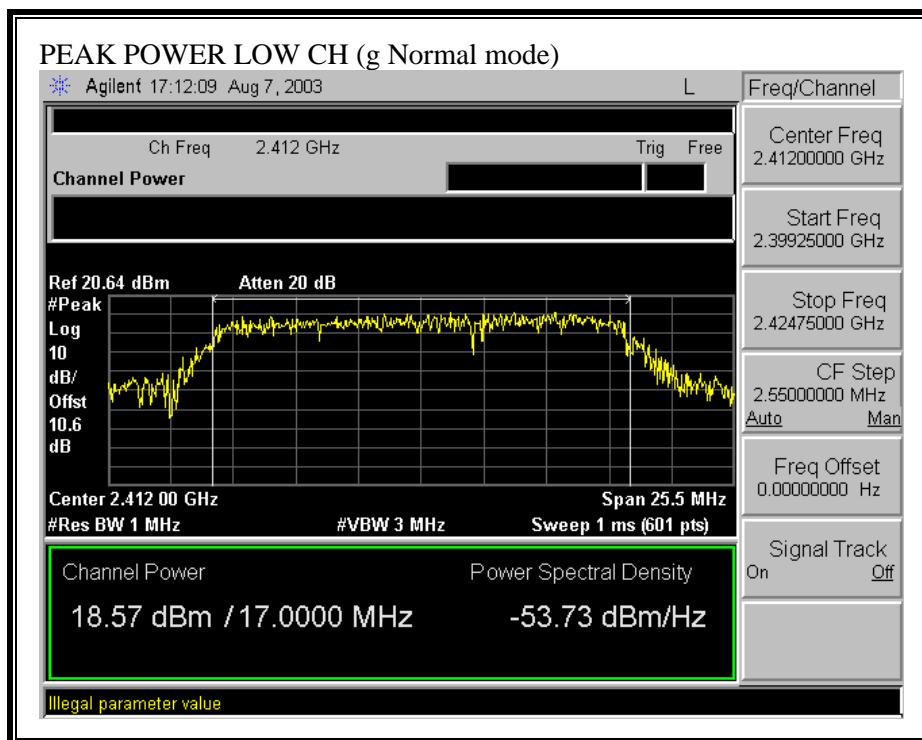 PEAK POWER LOW CH (g Normal mode)
Agilent 17:12:09 Aug 7, 2003 L
Freq/Channel
Ch Freq 2.412 GHz Trig Free
Channel Power
Center Freq
2.41200000 GHz
Start Freq
2.39925000 GHz
Stop Freq
2.42475000 GHz
CF Step
2.55000000 MHz
Auto Man
Freq Offset
0.00000000 Hz
Signal Track
On Off
Ref 20.64 dBm Atten 20 dB
#Peak
Log
10
dB/
Offst
10.6
dB
Center 2.412 00 GHz Span 25.5 MHz
#Res BW 1 MHz #VBW 3 MHz Sweep 1 ms (601 pts)
Channel Power Power Spectral Density
18.57 dBm / 17.0000 MHz -53.73 dBm/Hz
Illegal parameter value